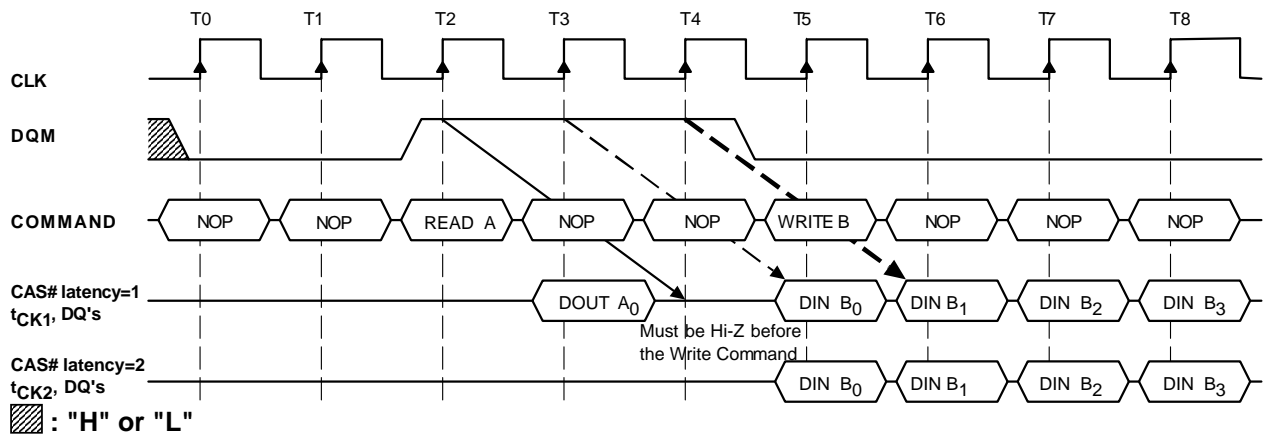 T0 T1 T2 T3 T4 T5 T6 T7 T8
CLK
DQM
COMMAND NOP NOP READ A NOP NOP WRITE B NOP NOP NOP
CAS# latency=1
tCK1, DQ's DOUT A0 DIN B0 DIN B1 DIN B2 DIN B3
Must be Hi-Z before
the Write Command
CAS# latency=2
tCK2, DQ's DIN B0 DIN B1 DIN B2 DIN B3
: "H" or "L"